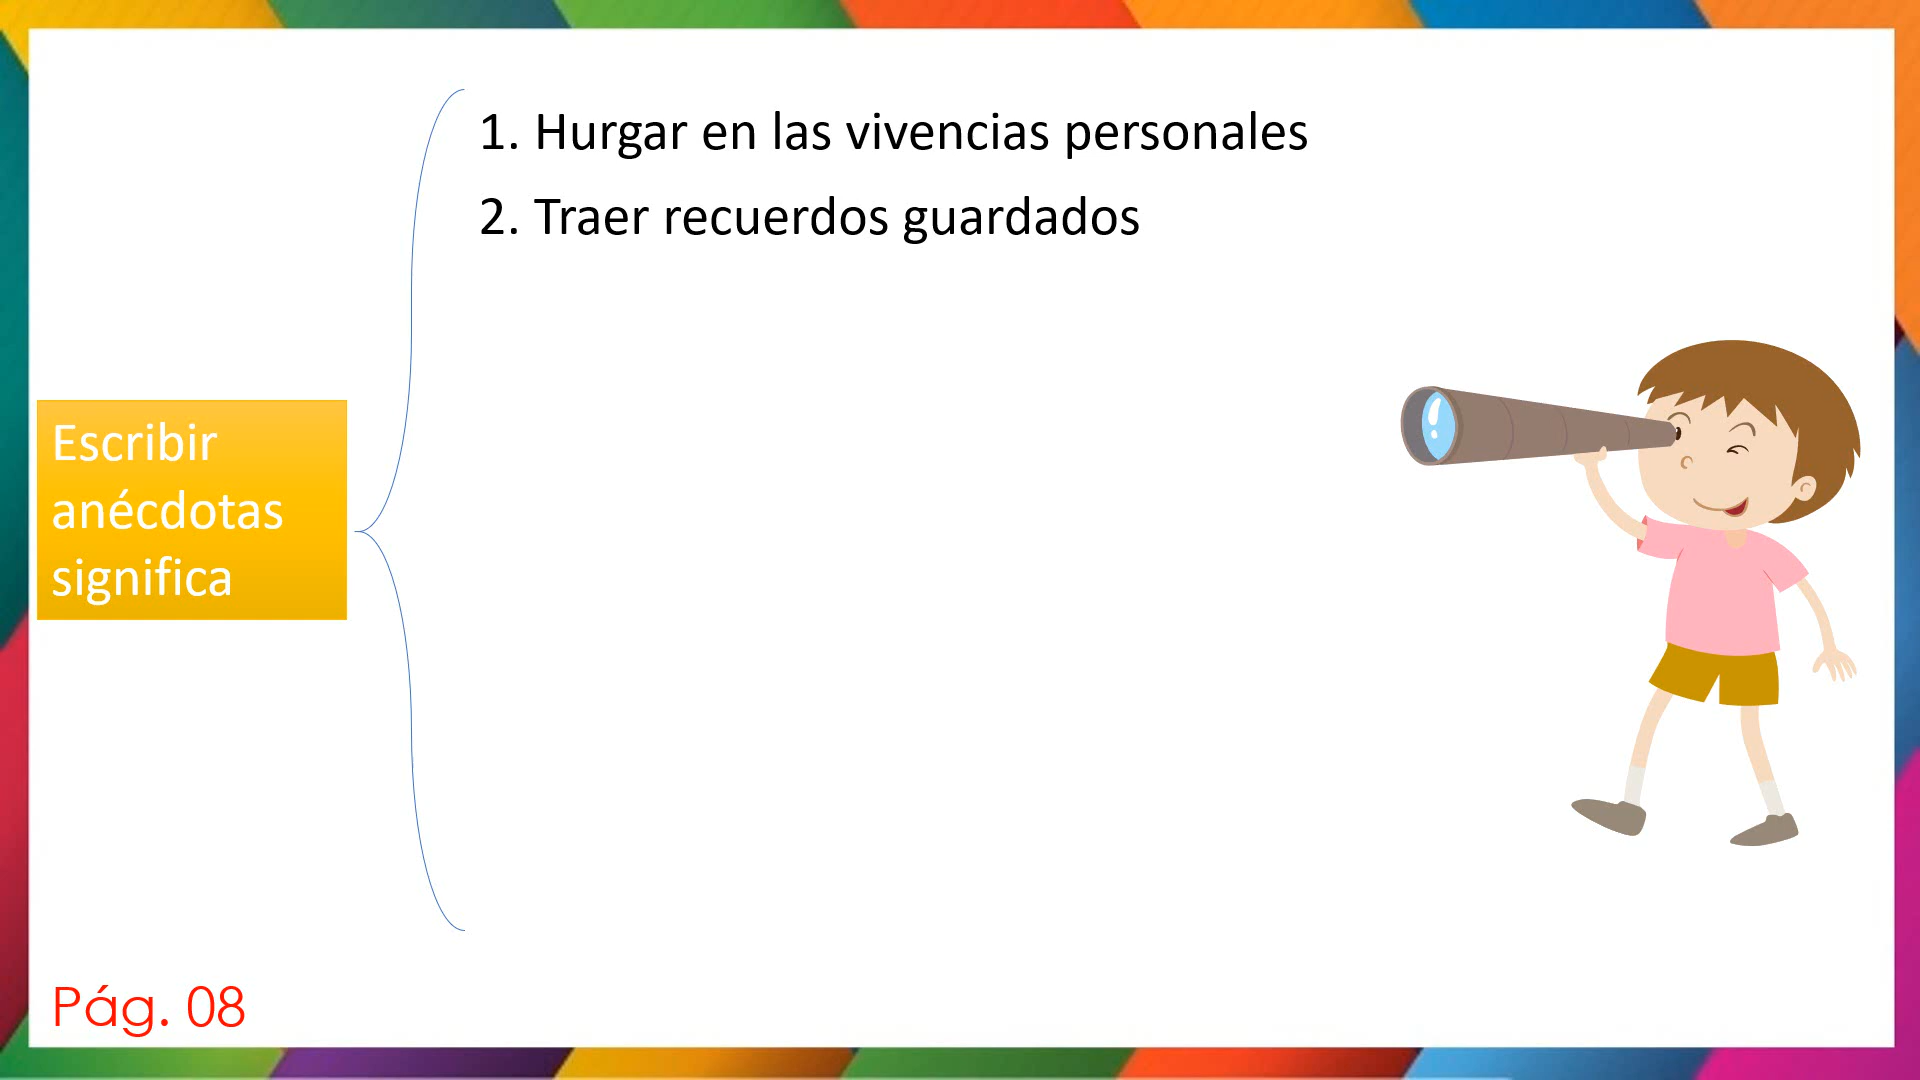 1. Hurgar en las vivencias personales
2. Traer recuerdos guardados
Escribir
anécdotas
significa
Pág. 08